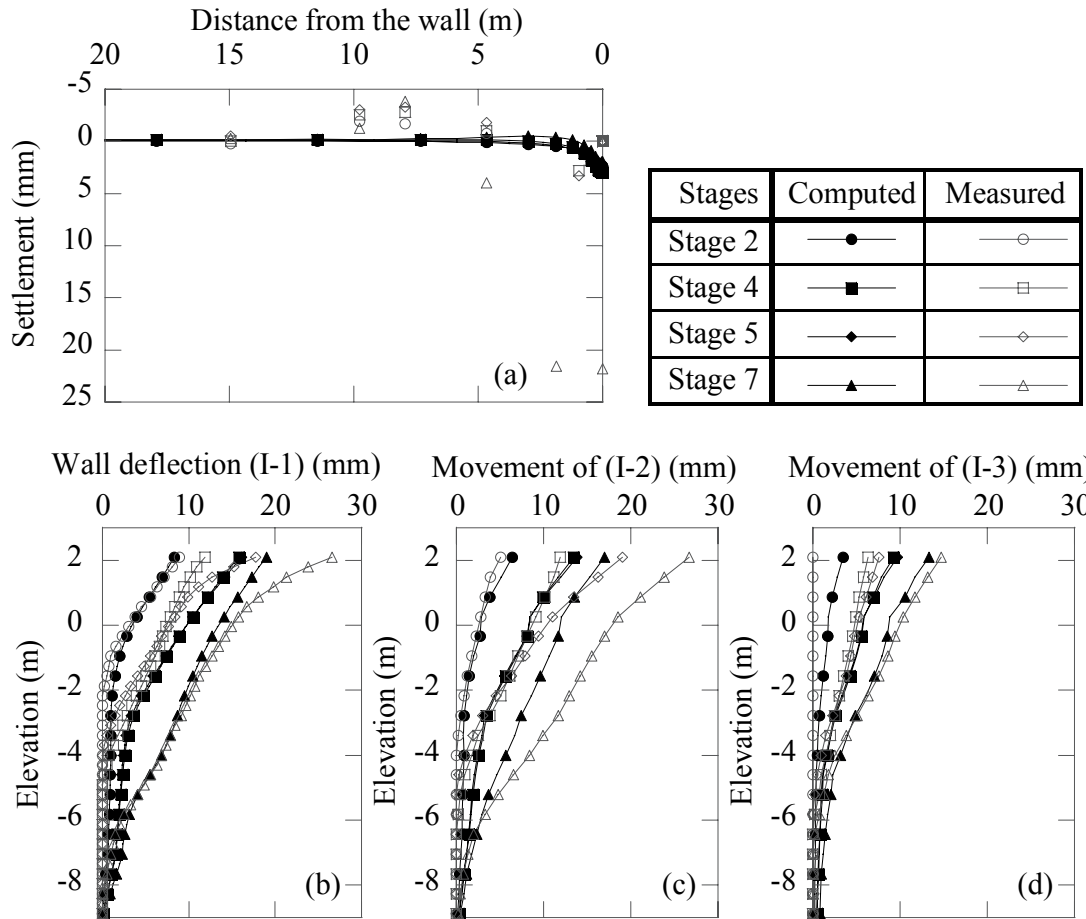 Distance from the wall (m)
20 15 10 5 0
-5
0
5
10
15
20
25
Settlement (mm)
(a)
Stages Computed Measured
Stage 2
Stage 4
Stage 5
Stage 7
Wall deflection (I-1) (mm)
0 10 20 30
2
0
-2
-4
-6
-8
Elevation (m)
(b)
Movement of (I-2) (mm)
0 10 20 30
2
0
-2
-4
-6
-8
Elevation (m)
(c)
Movement of (I-3) (mm)
0 10 20 30
2
0
-2
-4
-6
-8
Elevation (m)
(d)